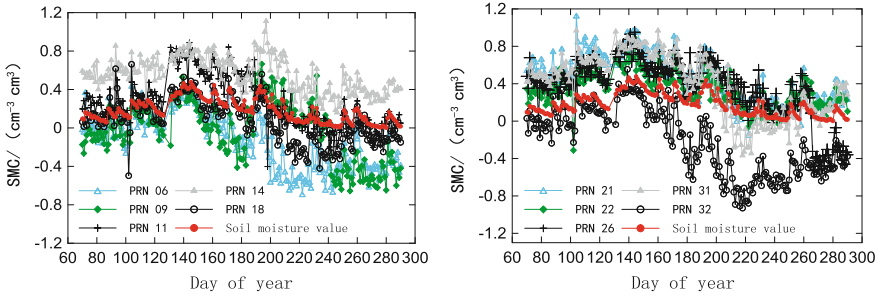 1.2
0.8
0.4
0
-0.4
-0.8
-1.2
SMC/ (cm⁻³ cm³)
PRN 06
PRN 14
PRN 09
PRN 18
PRN 11
Soil moisture value
60 80 100 120 140 160 180 200 220 240 260 280 300
Day of year
1.2
0.8
0.4
0
-0.4
-0.8
-1.2
SMC/ (cm⁻³ cm³)
PRN 21
PRN 31
PRN 22
PRN 32
PRN 26
Soil moisture value
60 80 100 120 140 160 180 200 220 240 260 280 300
Day of year